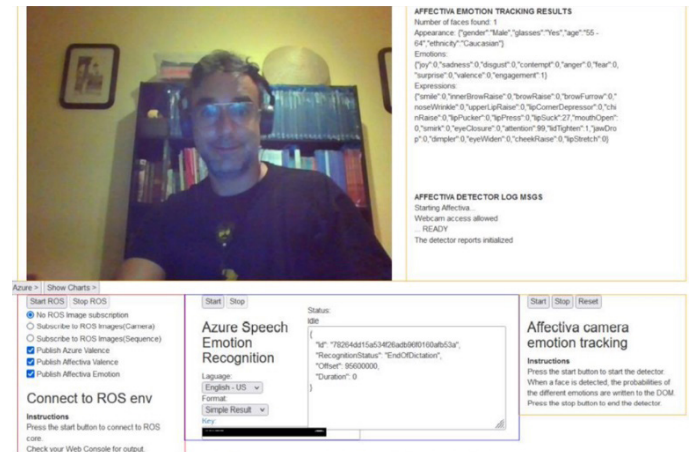 AFFECTIVA EMOTION TRACKING RESULTS
Number of faces found: 1
Appearance: {"gender":"Male","glasses":"Yes","age":"55 -
64","ethnicity":"Caucasian"}
Emotions:
{"joy":0,"sadness":0,"disgust":0,"contempt":0,"anger":0,"fear":0,
"surprise":0,"valence":0,"engagement":1}
Expressions:
{"smile":0,"innerBrowRaise":0,"browRaise":0,"browFurrow":0,"
noseWrinkle":0,"upperLipRaise":0,"lipCornerDepressor":0,"chi
nRaise":0,"lipPucker":0,"lipPress":0,"lipSuck":27,"mouthOpen":
0,"smirk":0,"eyeClosure":0,"attention":99,"lidTighten":1,"jawDro
p":0,"dimpler":0,"eyeWiden":0,"cheekRaise":0,"lipStretch":0}
AFFECTIVA DETECTOR LOG MSGS
Starting Affectiva...
Webcam access allowed
... READY
The detector reports initialized
Azure > Show Charts >
Start ROS Stop ROS
No ROS Image subscription
Subscribe to ROS Images(Camera)
Subscribe to ROS Images(Sequence)
Publish Azure Valence
Publish Affectiva Valence
Publish Affectiva Emotion
Connect to ROS env
Instructions
Press the start button to connect to ROS
core.
Check your Web Console for output.
Start Stop
Azure Speech
Emotion
Recognition
Laguage:
English - US
Format:
Simple Result
Key:
Status:
Idle
{
"Id": "78264dd15a534f26adb96f0160afb53a",
"RecognitionStatus": "EndOfDictation",
"Offset": 95600000,
"Duration": 0
}
Start Stop Reset
Affectiva camera
emotion tracking
Instructions
Press the start button to start the detector.
When a face is detected, the probabilities of
the different emotions are written to the DOM.
Press the stop button to end the detector.